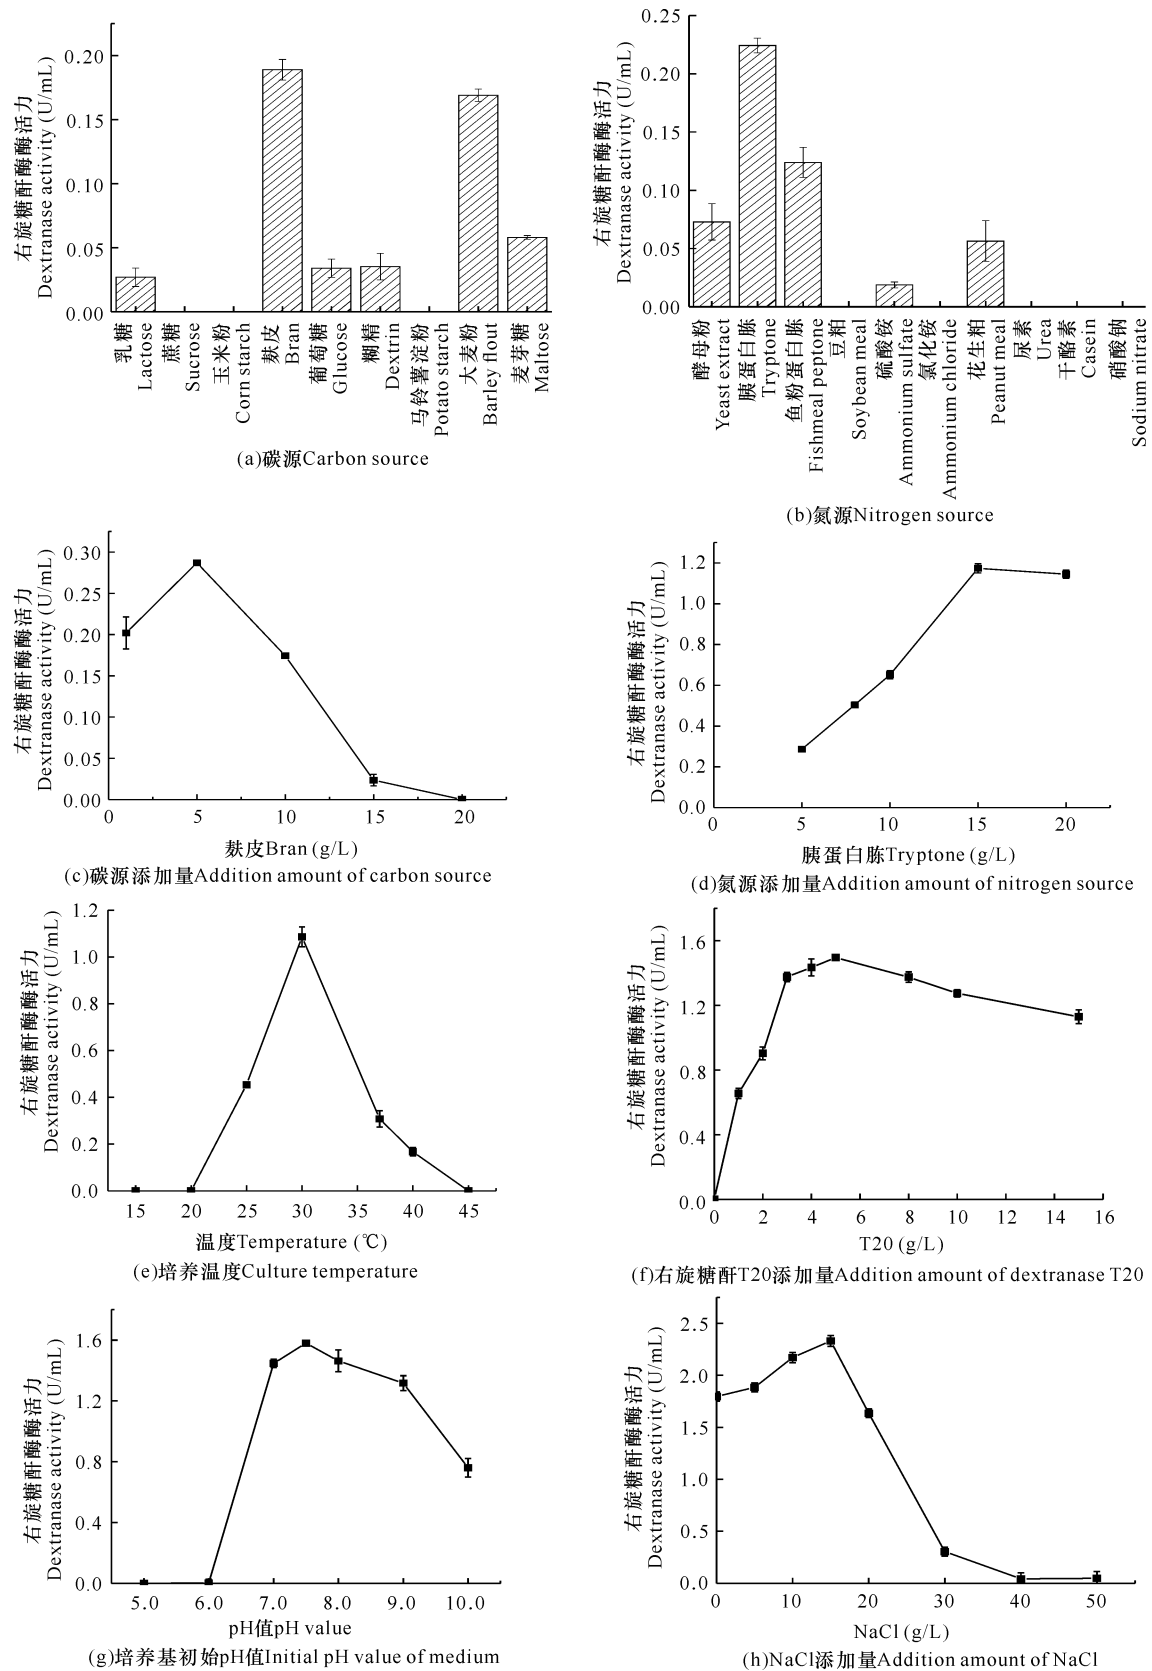 右旋糖酐酶酶活力
Dextranase activity (U/mL)
0.20
0.15
0.10
0.05
0.00
乳糖
Lactose
蔗糖
Sucrose
玉米粉
Corn starch
麸皮
Bran
葡萄糖
Glucose
糊精
Dextrin
马铃薯淀粉
Potato starch
大麦粉
Barley flout
麦芽糖
Maltose
(a)碳源Carbon source
右旋糖酐酶酶活力
Dextranase activity (U/mL)
0.25
0.20
0.15
0.10
0.05
0.00
酵母粉
Yeast extract
胰蛋白胨
Tryptone
鱼粉蛋白胨
Fishmeal peptone
豆粕
Soybean meal
硫酸铵
Ammonium sulfate
氯化铵
Ammonium chloride
花生粕
Peanut meal
尿素
Urea
干酪素
Casein
硝酸钠
Sodium nitrate
(b)氮源Nitrogen source
右旋糖酐酶酶活力
Dextranase activity (U/mL)
0.30
0.25
0.20
0.15
0.10
0.05
0.00
0 5 10 15 20
麸皮Bran (g/L)
(c)碳源添加量Addition amount of carbon source
右旋糖酐酶酶活力
Dextranase activity (U/mL)
1.2
1.0
0.8
0.6
0.4
0.2
0.0
0 5 10 15 20
胰蛋白胨Tryptone (g/L)
(d)氮源添加量Addition amount of nitrogen source
右旋糖酐酶酶活力
Dextranase activity (U/mL)
1.2
1.0
0.8
0.6
0.4
0.2
0.0
15 20 25 30 35 40 45
温度Temperature (℃)
(e)培养温度Culture temperature
右旋糖酐酶酶活力
Dextranase activity (U/mL)
1.6
1.2
0.8
0.4
0.0
0 2 4 6 8 10 12 14 16
T20 (g/L)
(f)右旋糖酐T20添加量Addition amount of dextranase T20
右旋糖酐酶酶活力
Dextranase activity (U/mL)
1.6
1.2
0.8
0.4
0.0
5.0 6.0 7.0 8.0 9.0 10.0
pH值pH value
(g)培养基初始pH值Initial pH value of medium
右旋糖酐酶酶活力
Dextranase activity (U/mL)
2.5
2.0
1.5
1.0
0.5
0.0
0 10 20 30 40 50
NaCl (g/L)
(h)NaCl添加量Addition amount of NaCl